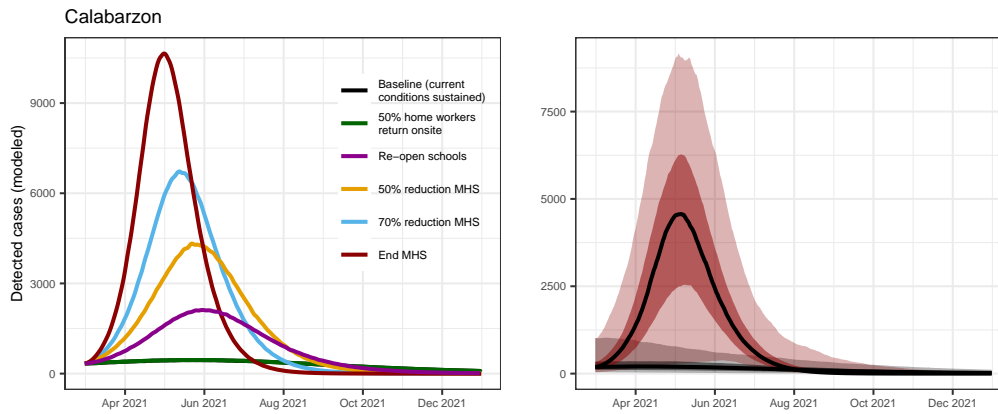 Calabarzon
Detected cases (modeled)
9000
6000
3000
0
Apr 2021
Jun 2021
Aug 2021
Oct 2021
Dec 2021
Baseline (current
conditions sustained)
50% home workers
return onsite
Re−open schools
50% reduction MHS
70% reduction MHS
End MHS
7500
5000
2500
0
Apr 2021
Jun 2021
Aug 2021
Oct 2021
Dec 2021